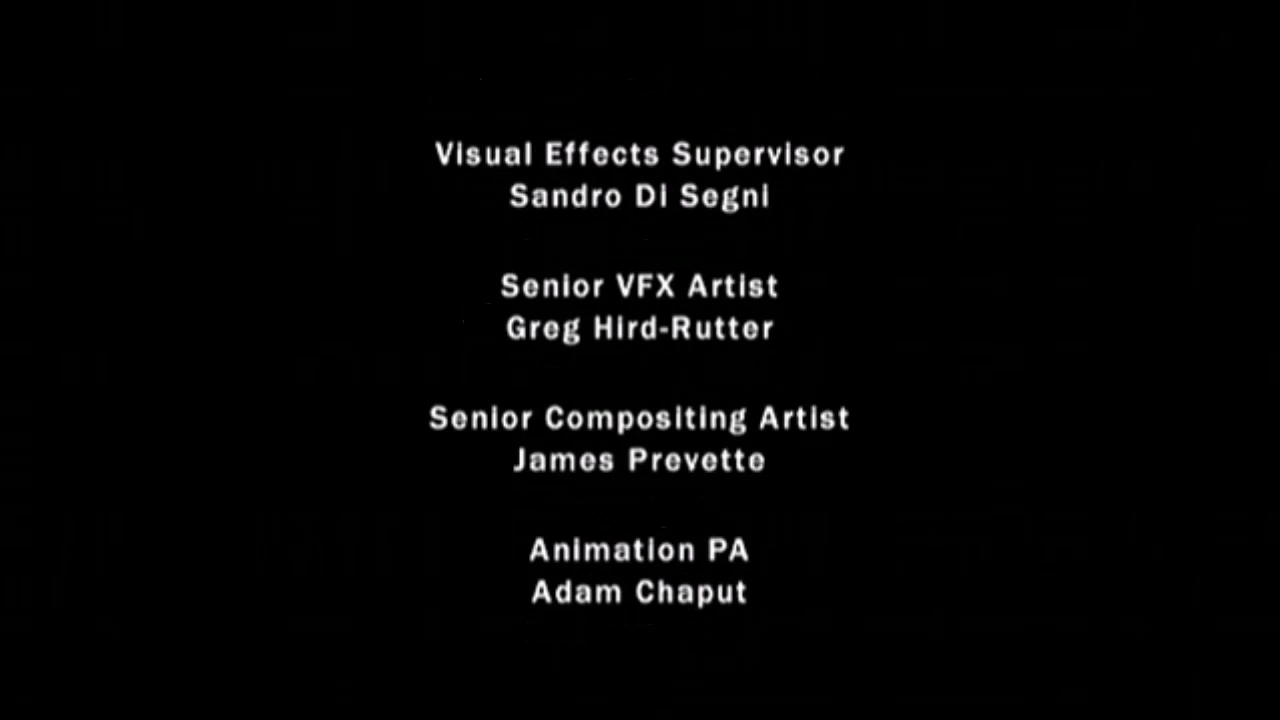 Visual Effects Supervisor
Sandro Di Segni
Senior VFX Artist
Greg Hird-Rutter
Senior Compositing Artist
James Prevette
Animation PA
Adam Chaput